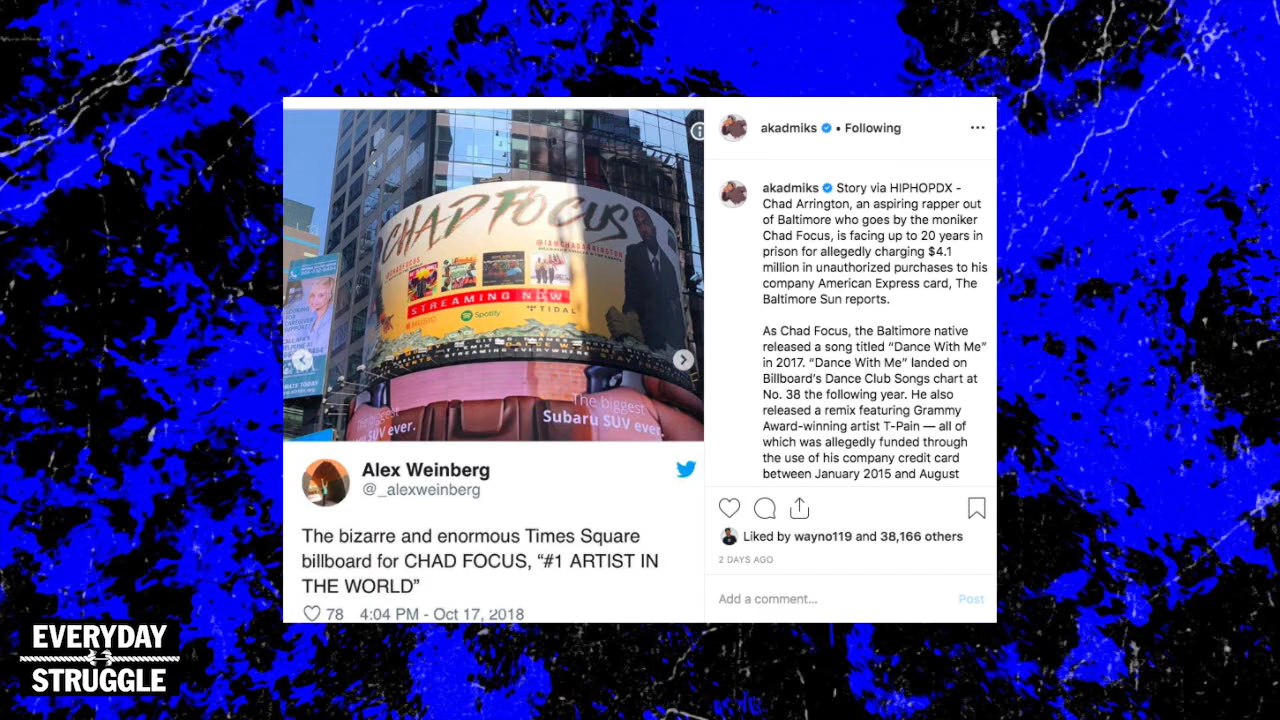 CHAD FOCUS
STREAMING NOW
Spotify
TIDAL
The biggest
Subaru SUV ever.
The biggest
SUV ever.
Alex Weinberg
@_alexweinberg
The bizarre and enormous Times Square
billboard for CHAD FOCUS, “#1 ARTIST IN
THE WORLD”
78 4:04 PM - Oct 17, 2018
akadmiks • Following
akadmiks Story via HIPHOPDX -
Chad Arrington, an aspiring rapper out
of Baltimore who goes by the moniker
Chad Focus, is facing up to 20 years in
prison for allegedly charging $4.1
million in unauthorized purchases to his
company American Express card, The
Baltimore Sun reports.
As Chad Focus, the Baltimore native
released a song titled “Dance With Me”
in 2017. “Dance With Me” landed on
Billboard’s Dance Club Songs chart at
No. 38 the following year. He also
released a remix featuring Grammy
Award-winning artist T-Pain — all of
which was allegedly funded through
the use of his company credit card
between January 2015 and August
Liked by wayno119 and 38,166 others
2 DAYS AGO
Add a comment... Post
EVERYDAY
STRUGGLE